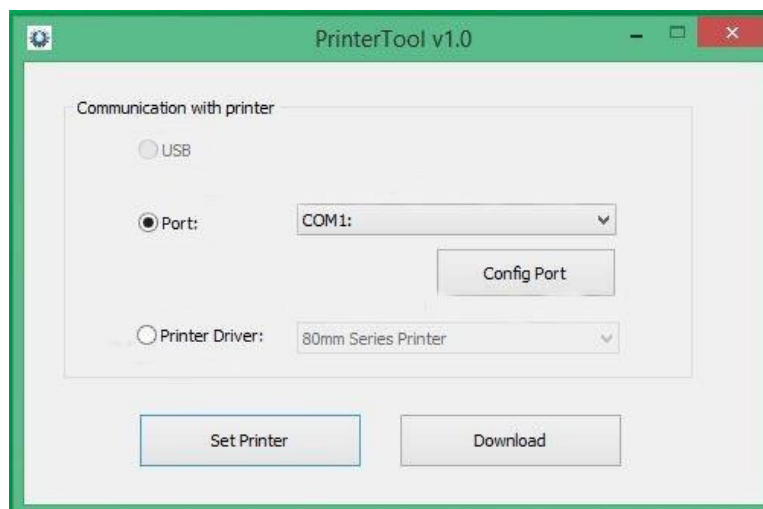 PrinterTool v1.0
Communication with printer
USB
Port: COM1:
Config Port
Printer Driver: 80mm Series Printer
Set Printer Download